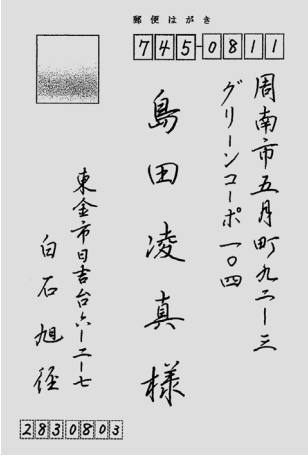 郵便はがき
745-0811
周南市五月町九二ー三
グリーンコーポ一〇四
島田凌真様
東金市日吉台六ー二ー七
白石旭径
2830803